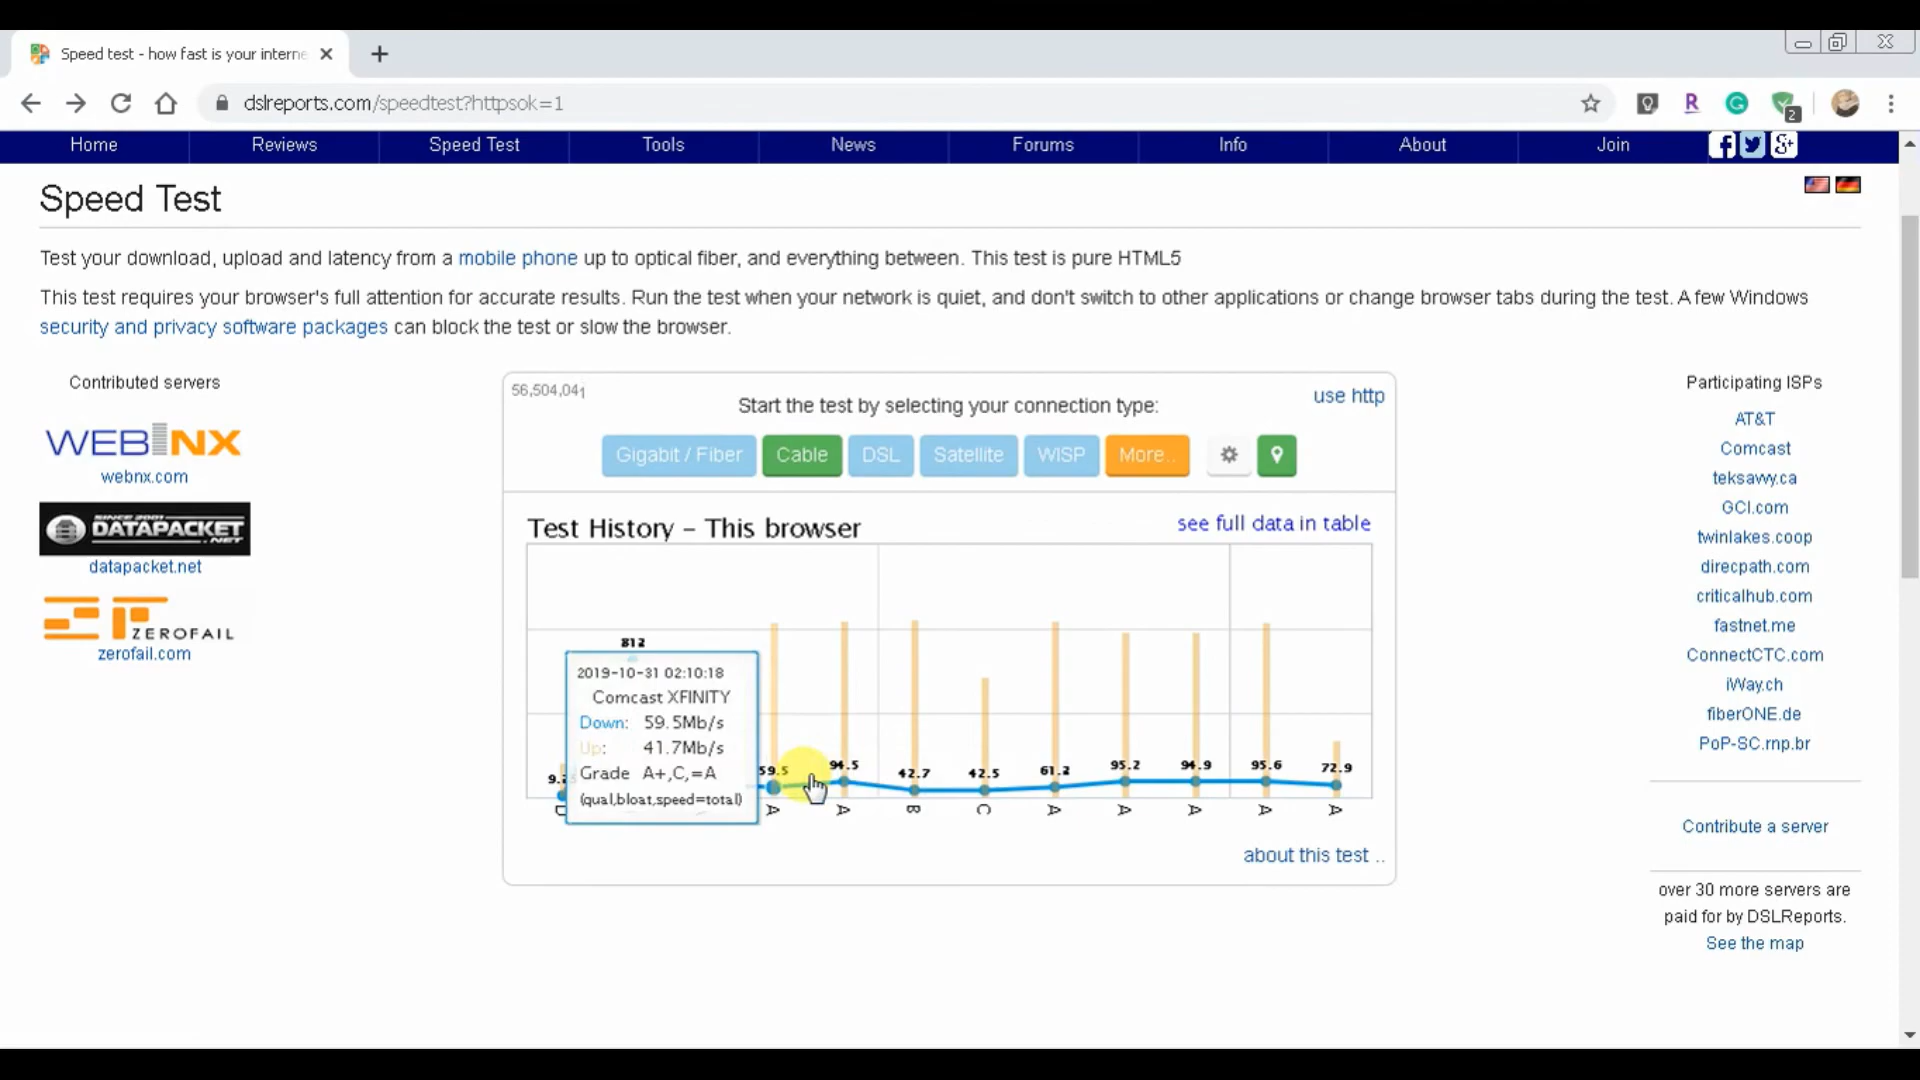 Speed test - how fast is your interne
dslreports.com/speedtest?httpsok=1
2
Home Reviews Speed Test Tools News Forums Info About Join
Speed Test
Test your download, upload and latency from a mobile phone up to optical fiber, and everything between. This test is pure HTML5
This test requires your browser's full attention for accurate results. Run the test when your network is quiet, and don't switch to other applications or change browser tabs during the test. A few Windows
security and privacy software packages can block the test or slow the browser.
Contributed servers
WEBNX
webnx.com
SINCE 2001
DATAPACKET
.NET
datapacket.net
ZEROFAIL
zerofail.com
56,504,041
Start the test by selecting your connection type:
use http
Gigabit / Fiber Cable DSL Satellite WISP More..
Test History – This browser
see full data in table
812
2019-10-31 02:10:18
Comcast XFINITY
Down: 59.5Mb/s
Up: 41.7Mb/s
Grade A+,C,=A
(qual,bloat,speed=total)
59.5 94.5 42.7 42.5 61.2 95.2 94.9 95.6 72.9
A A B C A A A A A
about this test ..
Participating ISPs
AT&T
Comcast
teksavvy.ca
GCI.com
twinlakes.coop
direcpath.com
criticalhub.com
fastnet.me
ConnectCTC.com
iWay.ch
fiberONE.de
PoP-SC.rnp.br
Contribute a server
over 30 more servers are
paid for by DSLReports.
See the map